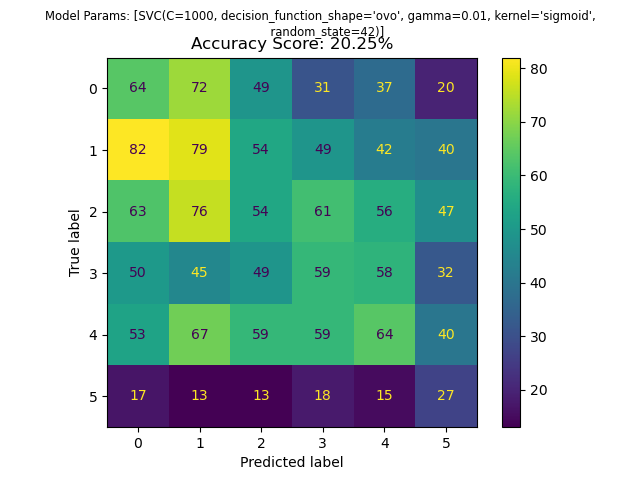 Model Params: [SVC(C=1000, decision_function_shape='ovo', gamma=0.01, kernel='sigmoid',
random_state=42)]
Accuracy Score: 20.25%
0 64 72 49 31 37 20
1 82 79 54 49 42 40
2 63 76 54 61 56 47
3 50 45 49 59 58 32
4 53 67 59 59 64 40
5 17 13 13 18 15 27
0 1 2 3 4 5
True label
Predicted label
80
70
60
50
40
30
20